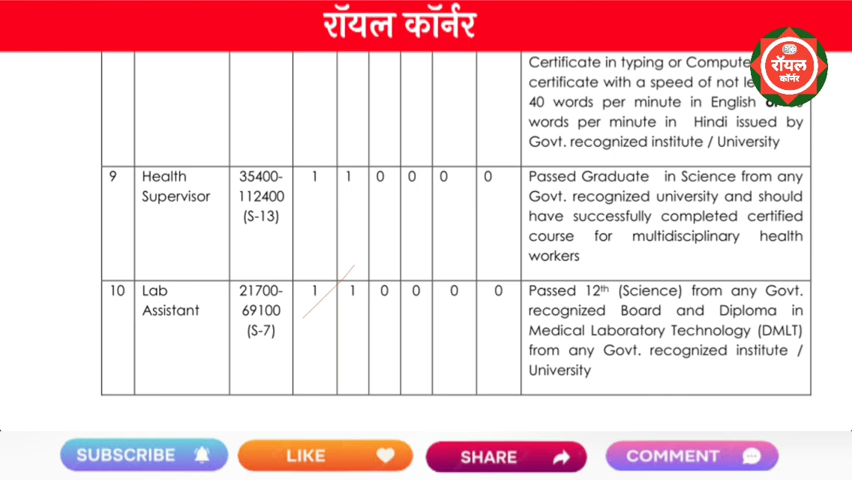 रॉयल कॉर्नर
रॉयल
कॉर्नर
Certificate in typing or Compute
certificate with a speed of not le
40 words per minute in English
words per minute in Hindi issued by
Govt. recognized institute / University
9 Health Supervisor 35400-112400 (S-13) 1 1 0 0 0 0 Passed Graduate in Science from any
Govt. recognized university and should
have successfully completed certified
course for multidisciplinary health
workers
10 Lab Assistant 21700-69100 (S-7) 1 1 0 0 0 0 Passed 12th (Science) from any Govt.
recognized Board and Diploma in
Medical Laboratory Technology (DMLT)
from any Govt. recognized institute /
University
SUBSCRIBE LIKE SHARE COMMENT